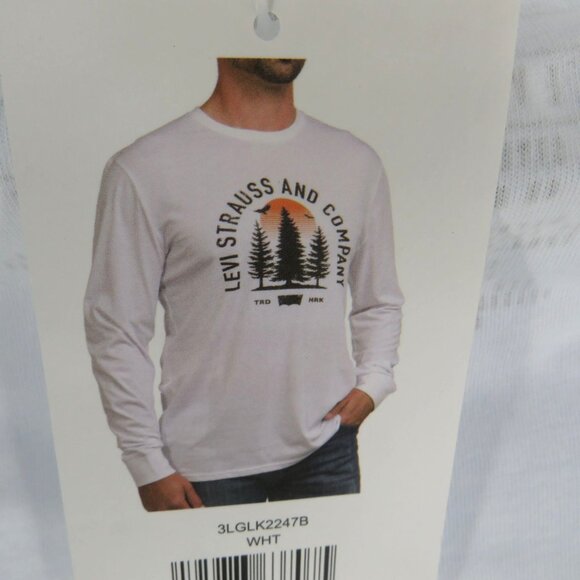 LEVI STRAUSS AND COMPANY
TRD MRK
3LGLK2247B
WHT